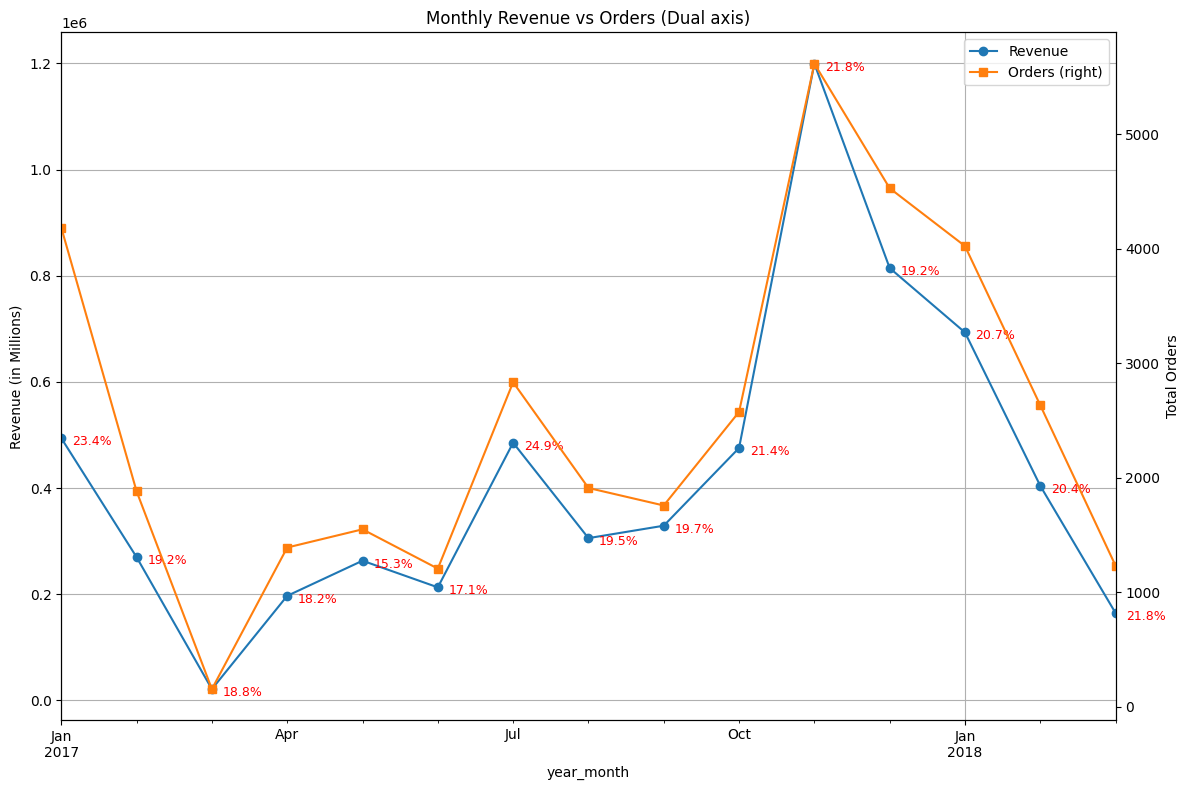 Monthly Revenue vs Orders (Dual axis)
1e6
Revenue
Orders (right)
1.2
1.0
0.8
0.6
0.4
0.2
0.0
Revenue (in Millions)
5000
4000
3000
2000
1000
0
Total Orders
23.4%
19.2%
18.8%
18.2%
15.3%
17.1%
24.9%
19.5%
19.7%
21.4%
21.8%
19.2%
20.7%
20.4%
21.8%
Jan
2017
Apr
Jul
Oct
Jan
2018
year_month